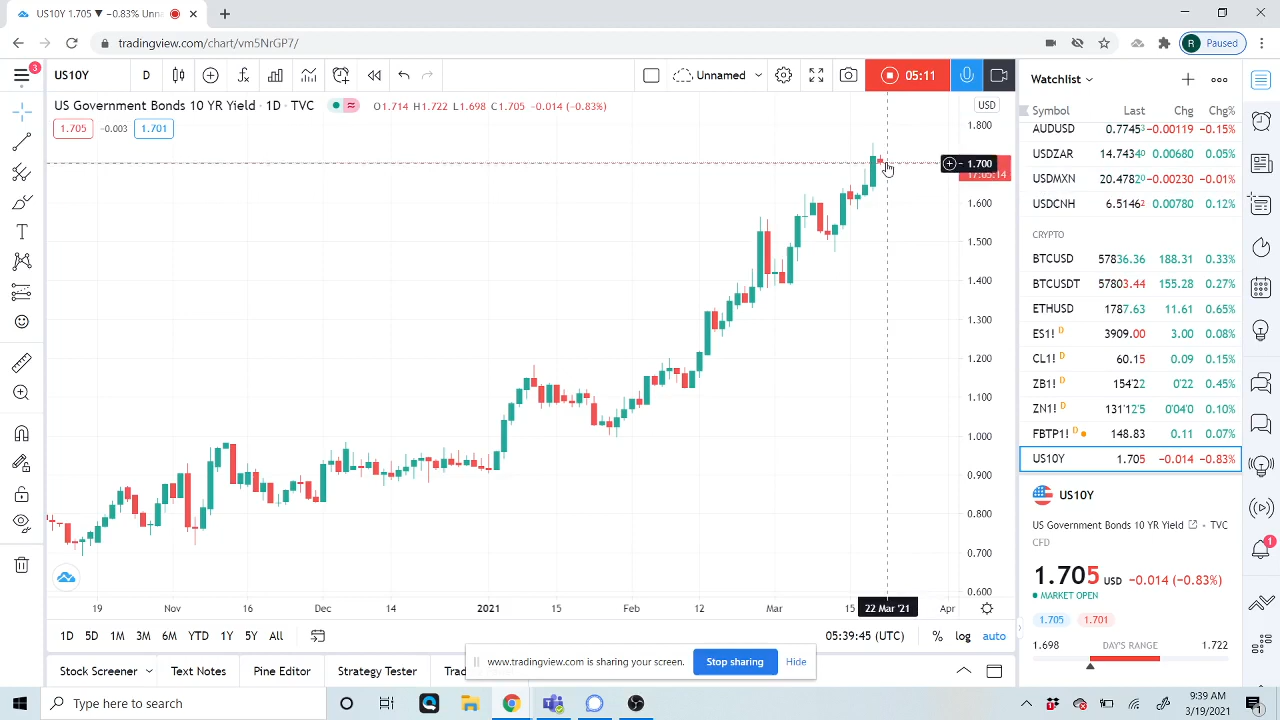 US10Y 1.705 ▼ −0.83% Unn
tradingview.com/chart/vm5NrGP7/
R Paused
3
US10Y
D
Unnamed
05:11
Watchlist
US Government Bonds 10 YR Yield · 1D · TVC
O1.714 H1.722 L1.698 C1.705 −0.014 (−0.83%)
USD
1.705 −0.003 1.701
Symbol Last Chg Chg%
AUDUSD 0.7745³ −0.00119 −0.15%
USDZAR 14.7434⁰ 0.00680 0.05%
USDMXN 20.4782⁰ −0.00230 −0.01%
USDCNH 6.5146² 0.00780 0.12%
CRYPTO
BTCUSD 57836.36 188.31 0.33%
BTCUSDT 57803.44 155.28 0.27%
ETHUSD 1787.63 11.61 0.65%
ES1! D 3909.00 3.00 0.08%
CL1! D 60.15 0.09 0.15%
ZB1! D 154'22 0'22 0.45%
ZN1! D 131'12'5 0'04'0 0.10%
FBTP1! D 148.83 0.11 0.07%
US10Y 1.705 −0.014 −0.83%
1.800
1.700
17:05:14
1.600
1.500
1.400
1.300
1.200
1.100
1.000
0.900
0.800
0.700
0.600
US10Y
US Government Bonds 10 YR Yield · TVC
CFD
1.705 USD −0.014 (−0.83%)
MARKET OPEN
1.705 1.701
1.698 DAY'S RANGE 1.722
1
19 Nov 16 Dec 14 2021 15 Feb 12 Mar 15 22 Mar '21 Apr
1D 5D 1M 3M 6M YTD 1Y 5Y All
05:39:45 (UTC) % log auto
www.tradingview.com is sharing your screen. Stop sharing Hide
Stock Screener Text Notes Pine Editor Strategy Tester
Type here to search
9:39 AM
3/19/2021
1